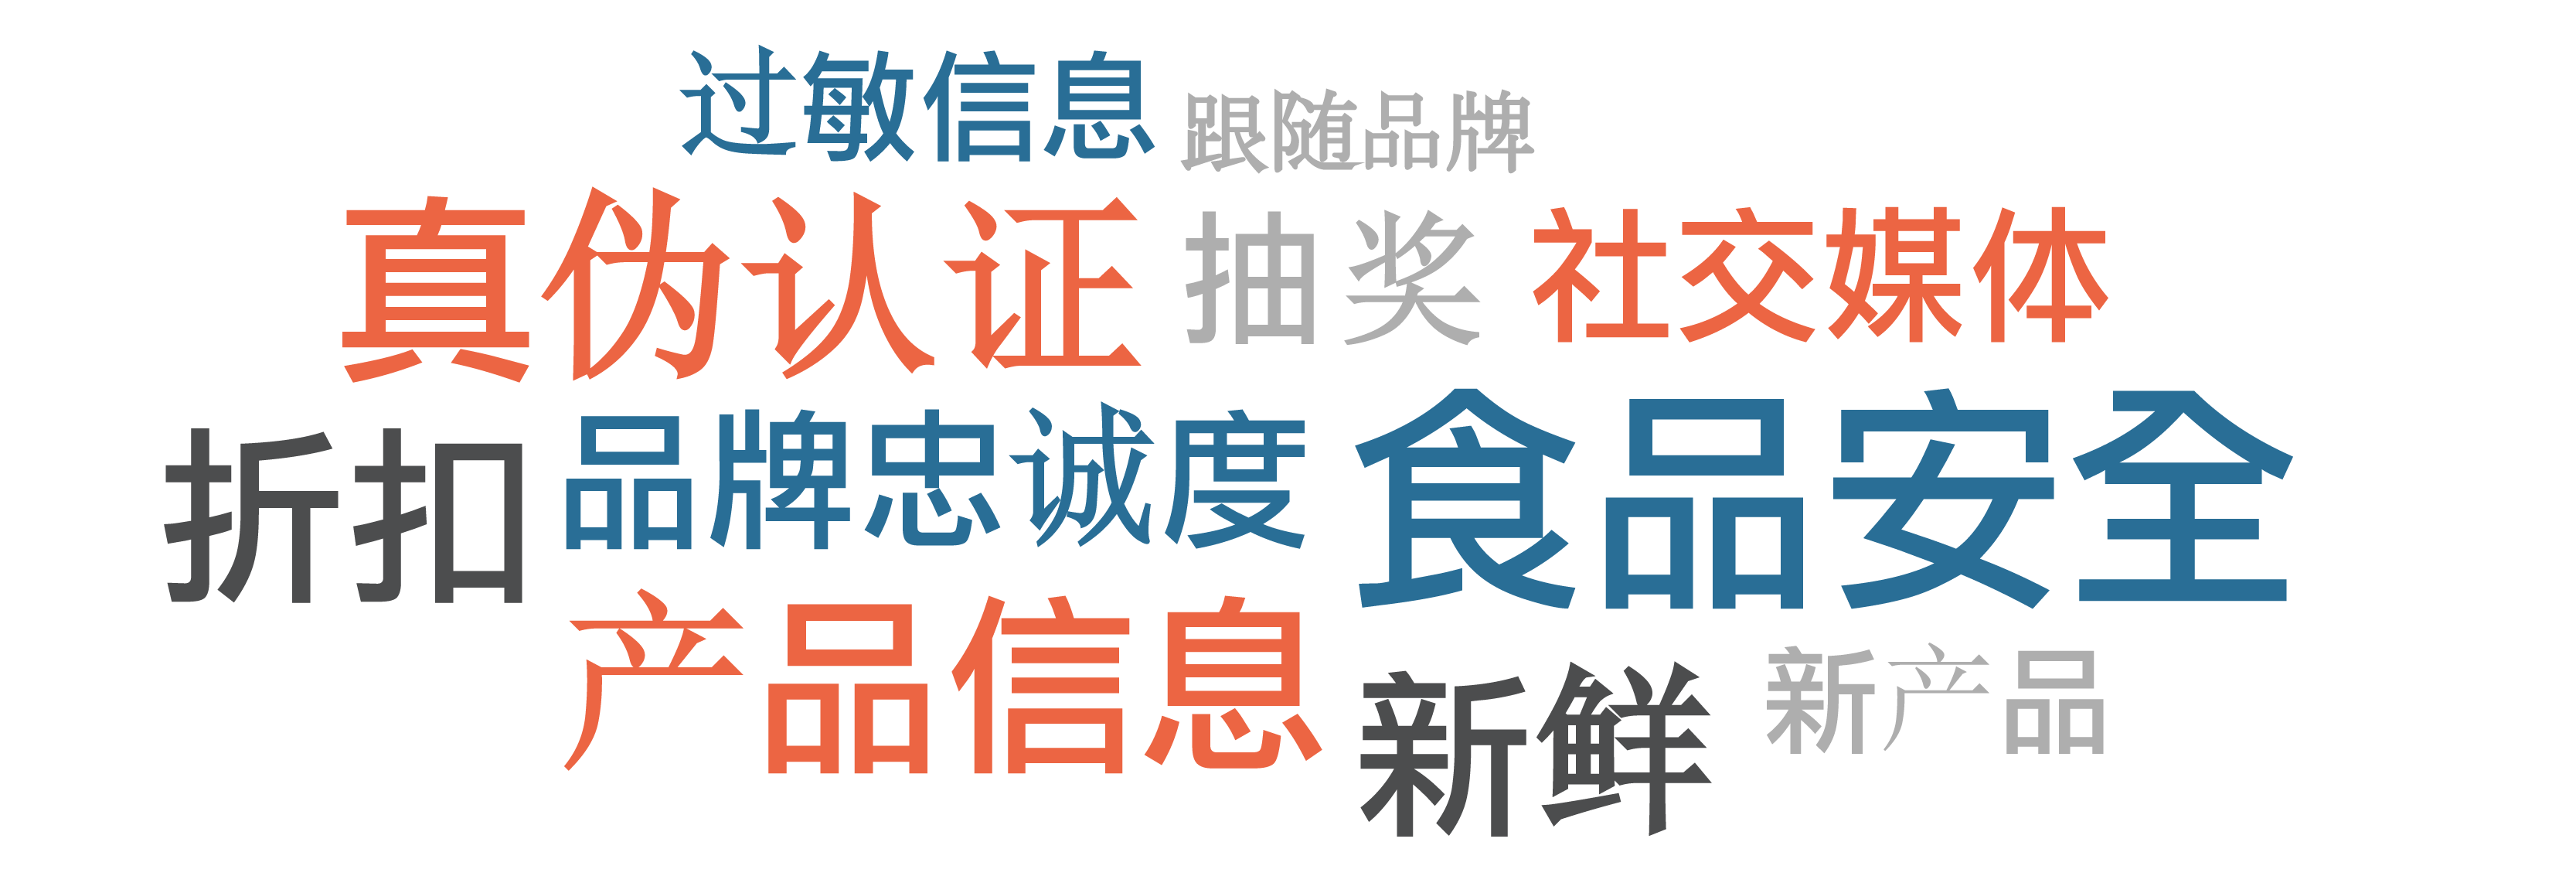 过敏信息
跟随品牌
真伪认证
抽奖
社交媒体
折扣
品牌忠诚度
食品安全
产品信息
新鲜
新产品